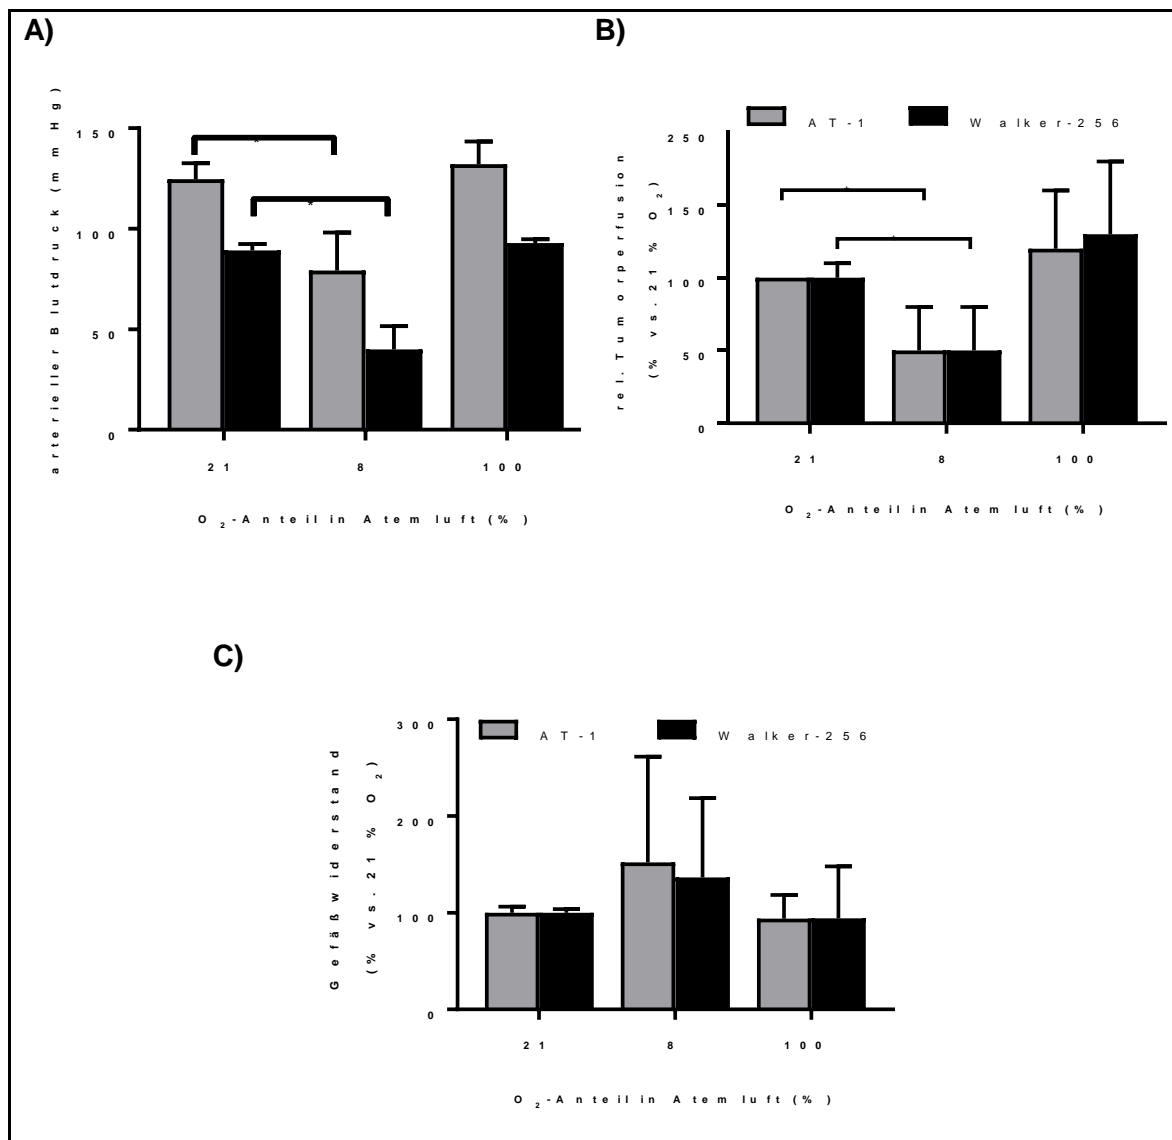 A)
arterieller Blutdruck (mmHg)
150
100
50
0
*
*
21
8
100
O₂-Anteil in Atemluft (%)
B)
AT-1
Walker-256
rel. Tumorperfusion
(% vs. 21 % O₂)
250
150
100
50
0
*
*
21
8
100
O₂-Anteil in Atemluft (%)
C)
AT-1
Walker-256
Gefäßwiderstand
(% vs. 21 % O₂)
300
200
100
0
21
8
100
O₂-Anteil in Atemluft (%)